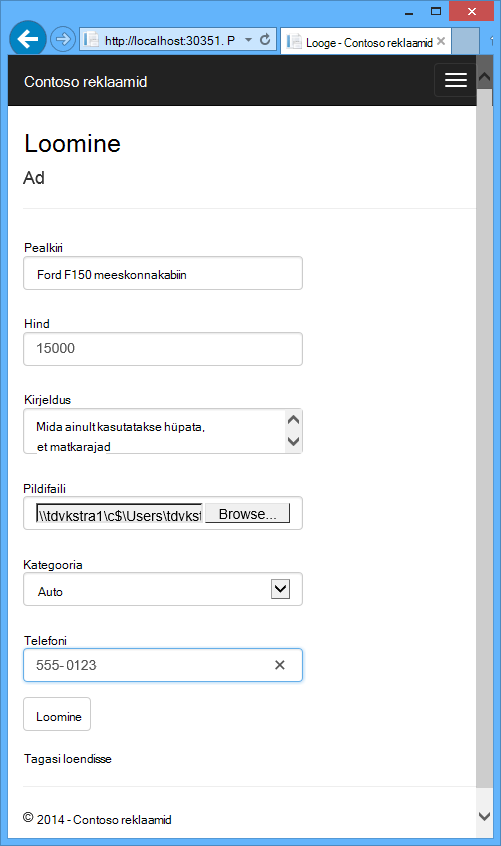 http://localhost:30351. P
Looge - Contoso reklaamid
Contoso reklaamid
Loomine
Ad
Pealkiri
Ford F150 meeskonnakabiin
Hind
15000
Kirjeldus
Mida ainult kasutatakse hüpata,
et matkarajad
Pildifaili
\\tdvkstra1\c$\Users\tdvkst
Browse...
Kategooria
Auto
Telefoni
555- 0123
Loomine
Tagasi loendisse
© 2014 - Contoso reklaamid